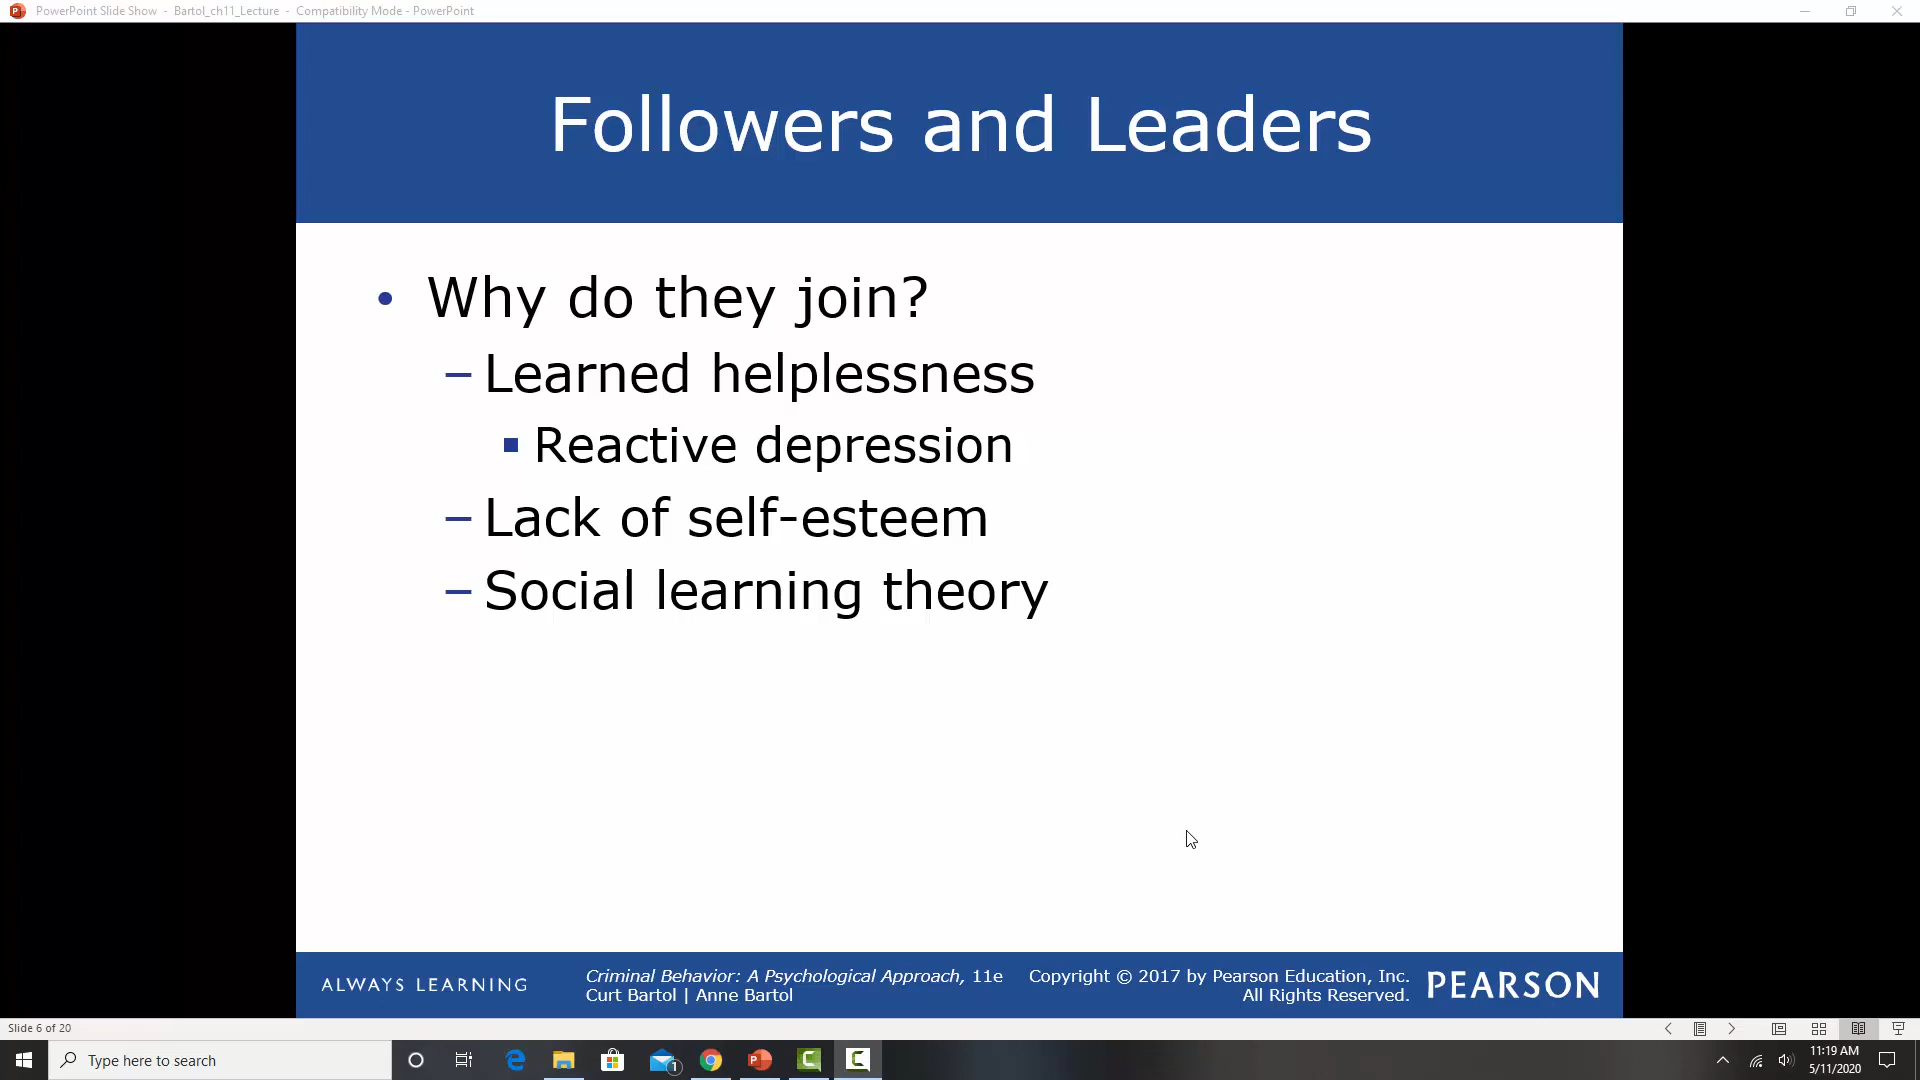 PowerPoint Slide Show - Bartol_ch11_Lecture - Compatibility Mode - PowerPoint
Followers and Leaders
• Why do they join?
– Learned helplessness
▪ Reactive depression
– Lack of self-esteem
– Social learning theory
ALWAYS LEARNING
Criminal Behavior: A Psychological Approach, 11e
Curt Bartol | Anne Bartol
Copyright © 2017 by Pearson Education, Inc.
All Rights Reserved.
PEARSON
Slide 6 of 20
Type here to search
1
11:19 AM
5/11/2020